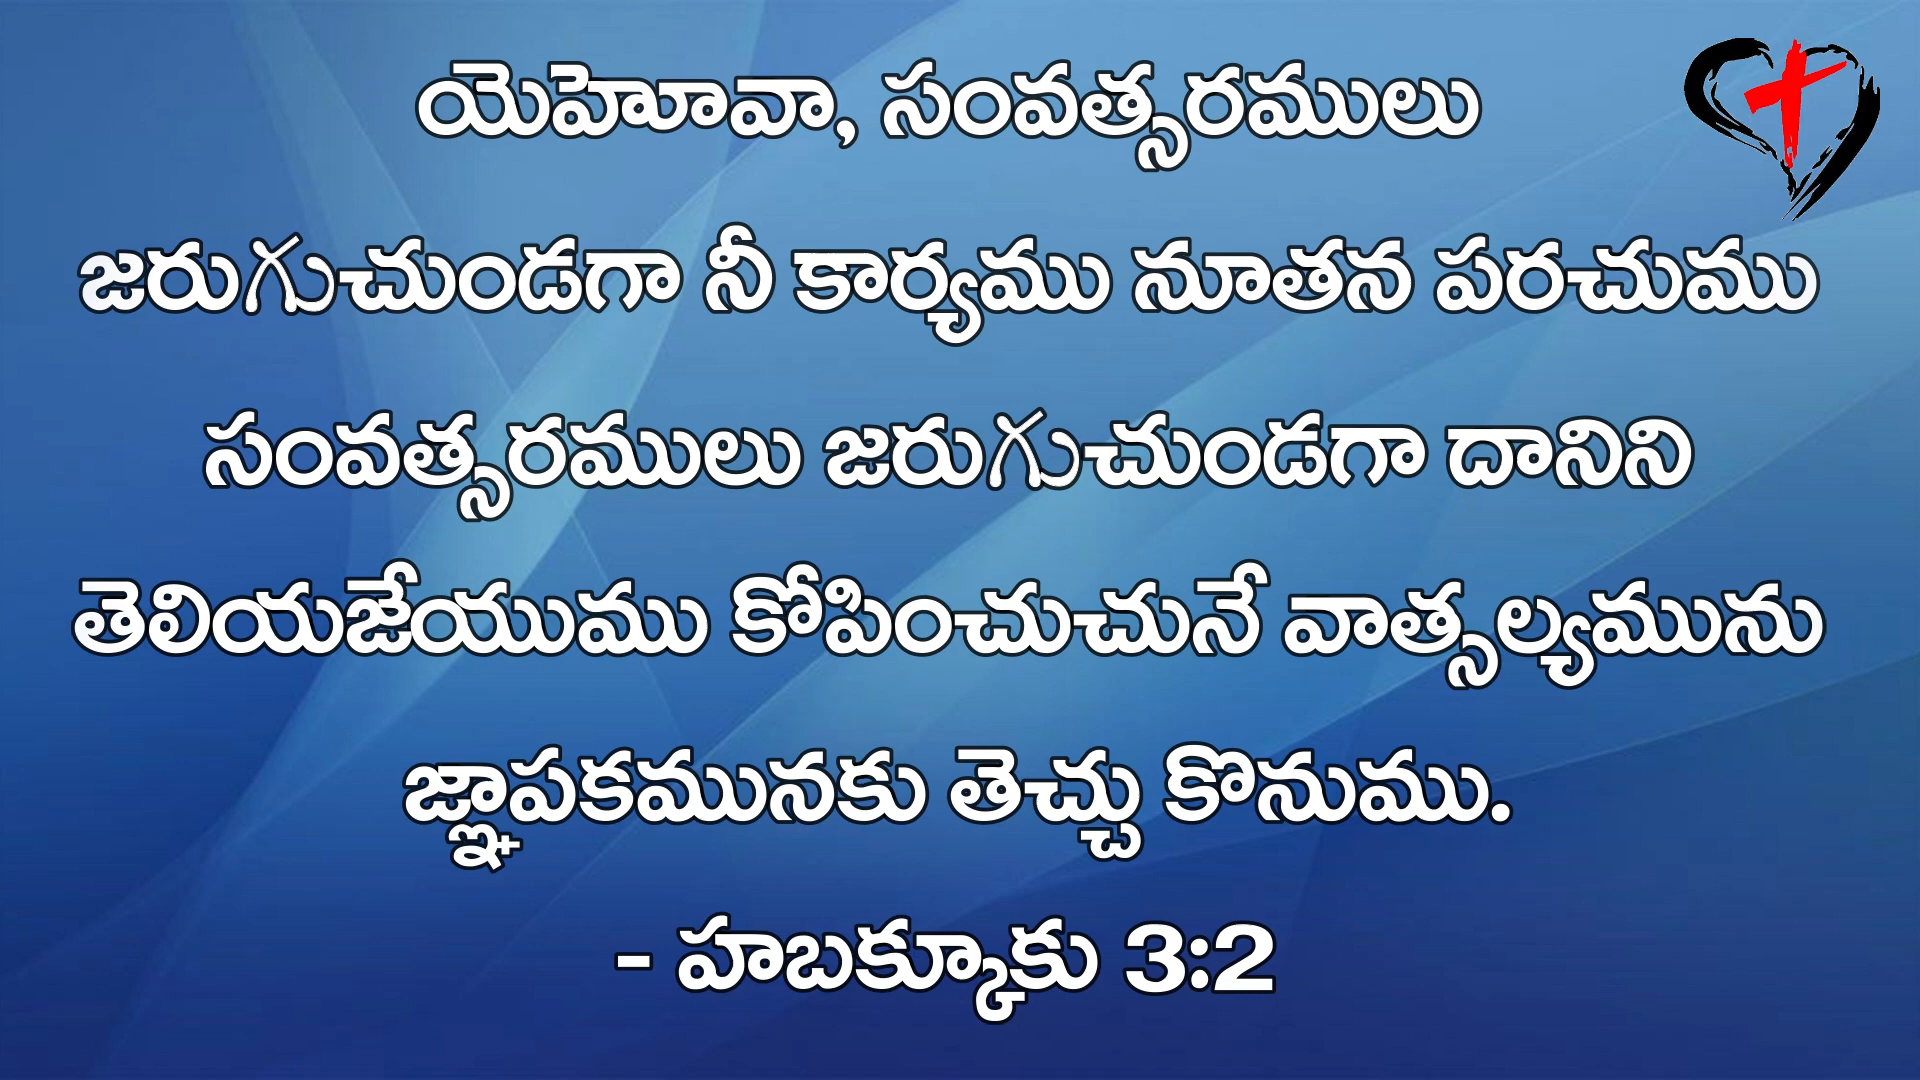 యెహోవా, సంవత్సరములు
జరుగుచుండగా నీ కార్యము నూతన పరచుము
సంవత్సరములు జరుగుచుండగా దానిని
తెలియజేయుము కోపించుచునే వాత్సల్యమును
జ్ఞాపకమునకు తెచ్చు కొనుము.
- హబక్కూకు 3:2